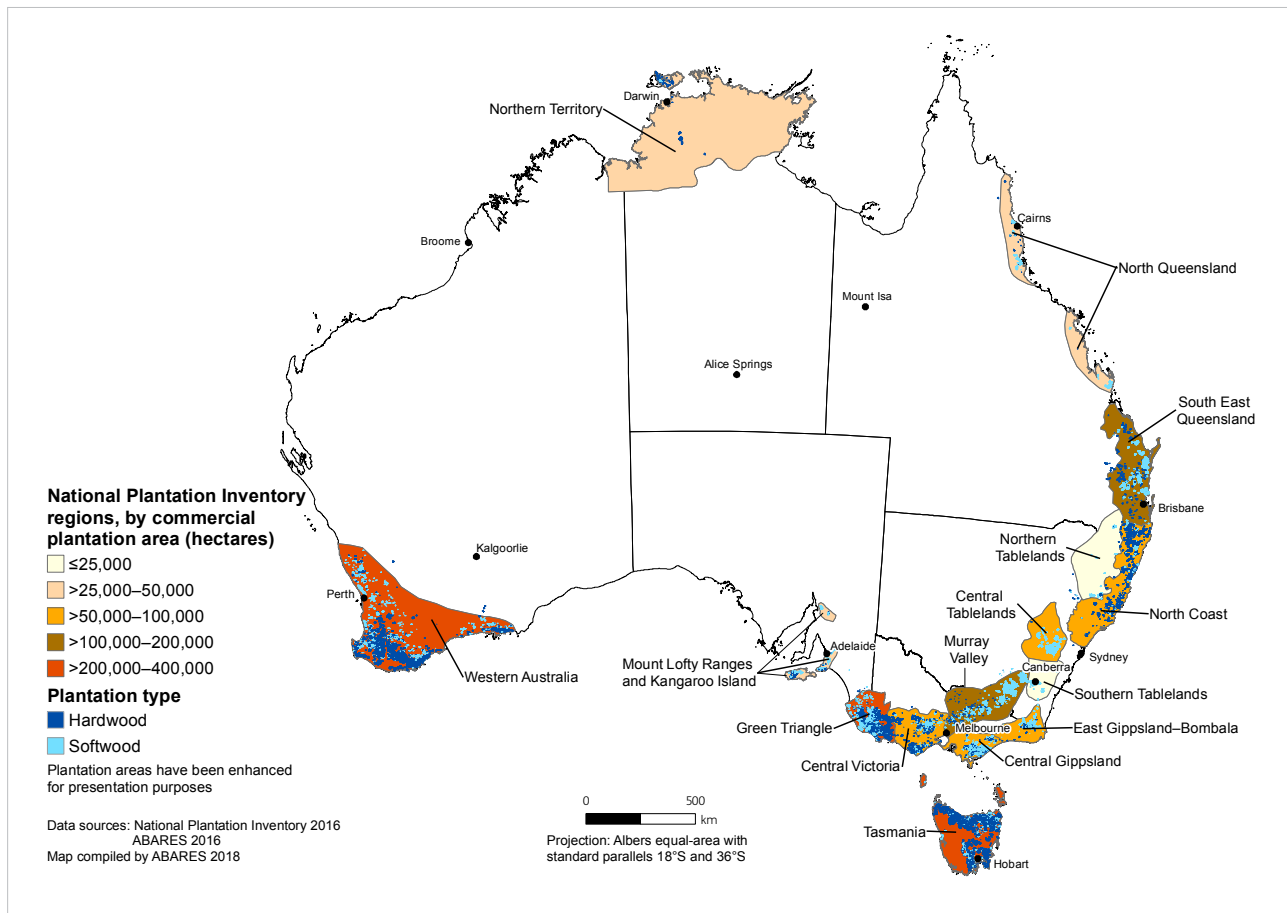 Darwin
Northern Territory
Broome
Cairns
North Queensland
Mount Isa
Alice Springs
South East
Queensland
Brisbane
National Plantation Inventory
regions, by commercial
plantation area (hectares)
≤25,000
>25,000–50,000
>50,000–100,000
>100,000–200,000
>200,000–400,000
Plantation type
Hardwood
Softwood
Plantation areas have been enhanced
for presentation purposes
Data sources: National Plantation Inventory 2016
ABARES 2016
Map compiled by ABARES 2018
Kalgoorlie
Perth
Western Australia
Northern
Tablelands
Central
Tablelands
North Coast
Murray
Valley
Adelaide
Sydney
Canberra
Mount Lofty Ranges
and Kangaroo Island
Southern Tablelands
Green Triangle
Melbourne
East Gippsland–Bombala
Central Victoria
Central Gippsland
0 500
km
Projection: Albers equal-area with
standard parallels 18°S and 36°S
Tasmania
Hobart